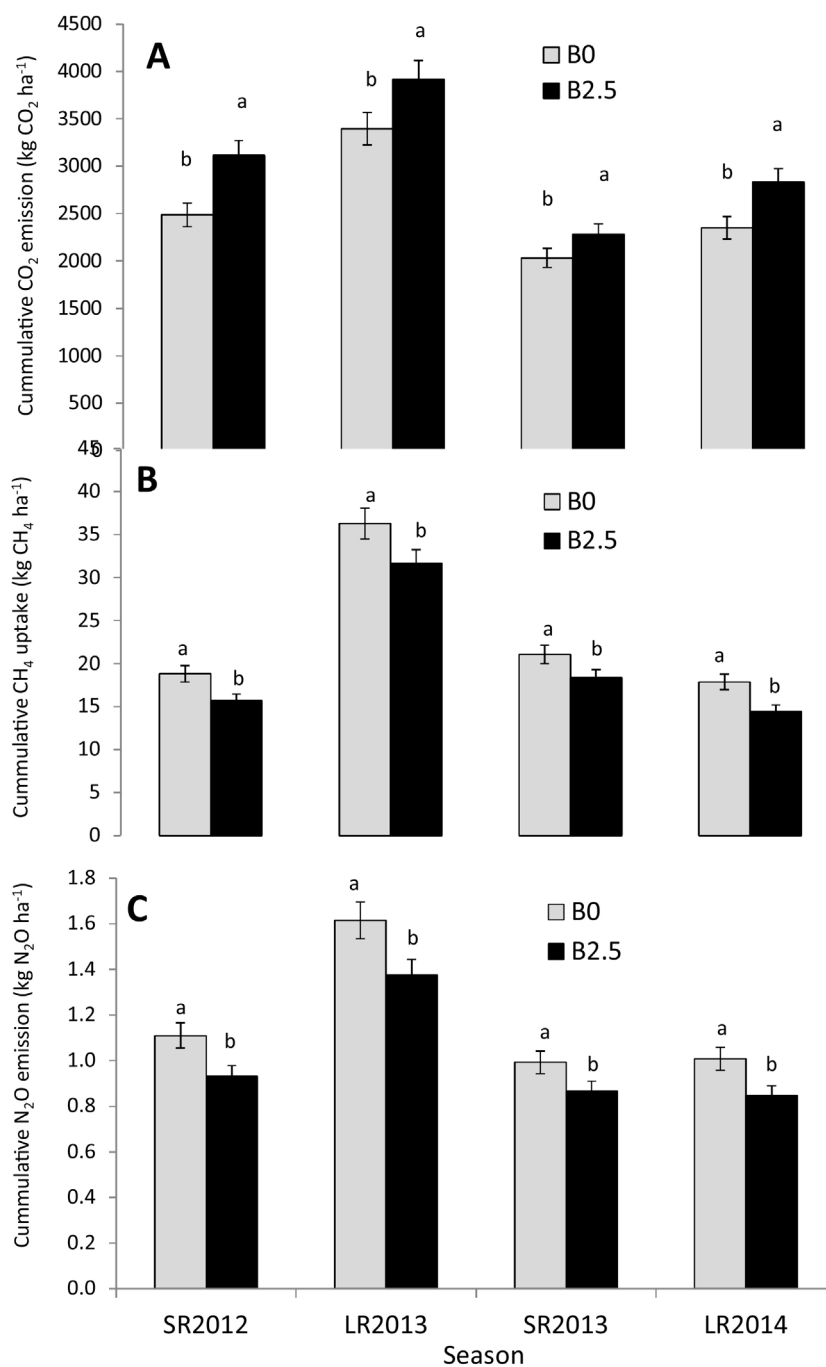 Cummulative CO₂ emission (kg CO₂ ha⁻¹)
4500
4000
3500
3000
2500
2000
1500
1000
500
0
A
B0
B2.5
b
a
b
a
b
a
b
a
Cummulative CH₄ uptake (kg CH₄ ha⁻¹)
45
40
35
30
25
20
15
10
5
0
B
B0
B2.5
a
b
a
b
a
b
a
b
Cummulative N₂O emission (kg N₂O ha⁻¹)
1.8
1.6
1.4
1.2
1.0
0.8
0.6
0.4
0.2
0.0
C
B0
B2.5
a
b
a
b
a
b
a
b
SR2012
LR2013
SR2013
LR2014
Season